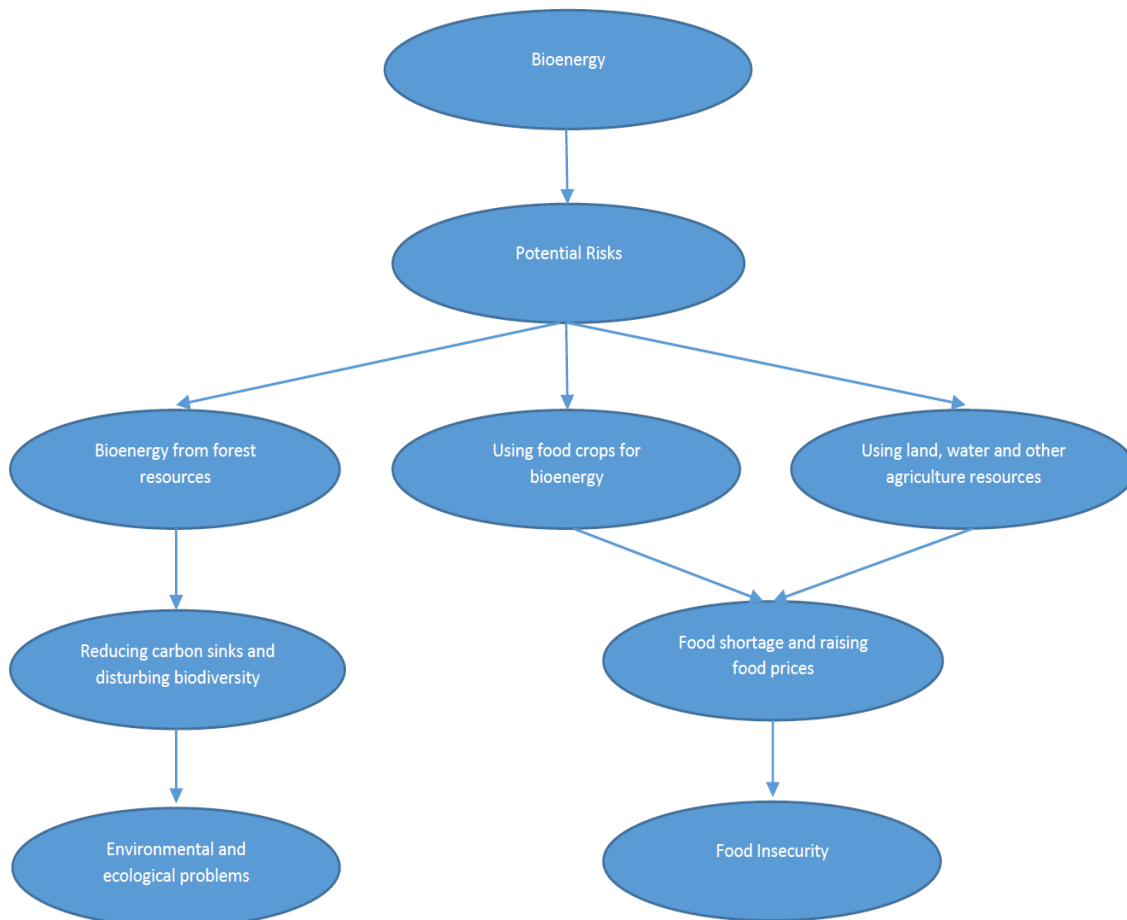 Bioenergy
Potential Risks
Bioenergy from forest
resources
Using food crops for
bioenergy
Using land, water and other
agriculture resources
Reducing carbon sinks and
disturbing biodiversity
Food shortage and raising
food prices
Environmental and
ecological problems
Food Insecurity